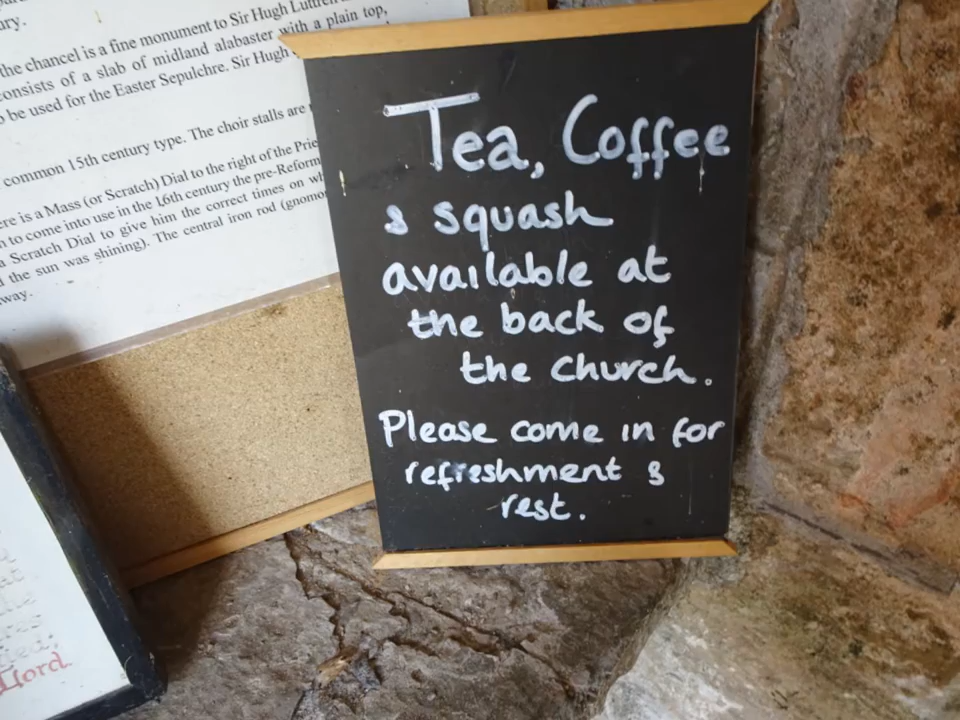 ry.
the chancel is a fine monument to Sir Hugh Luttrell
consists of a slab of midland alabaster with a plain top,
be used for the Easter Sepulchre. Sir Hugh
common 15th century type. The choir stalls are
ere is a Mass (or Scratch) Dial to the right of the Prie
n to come into use in the 16th century the pre-Reform
a Scratch Dial to give him the correct times on wh
d the sun was shining). The central iron rod (gnomo
way.
Tea, Coffee
& squash
available at
the back of
the church.
Please come in for
refreshment &
rest.
Lord